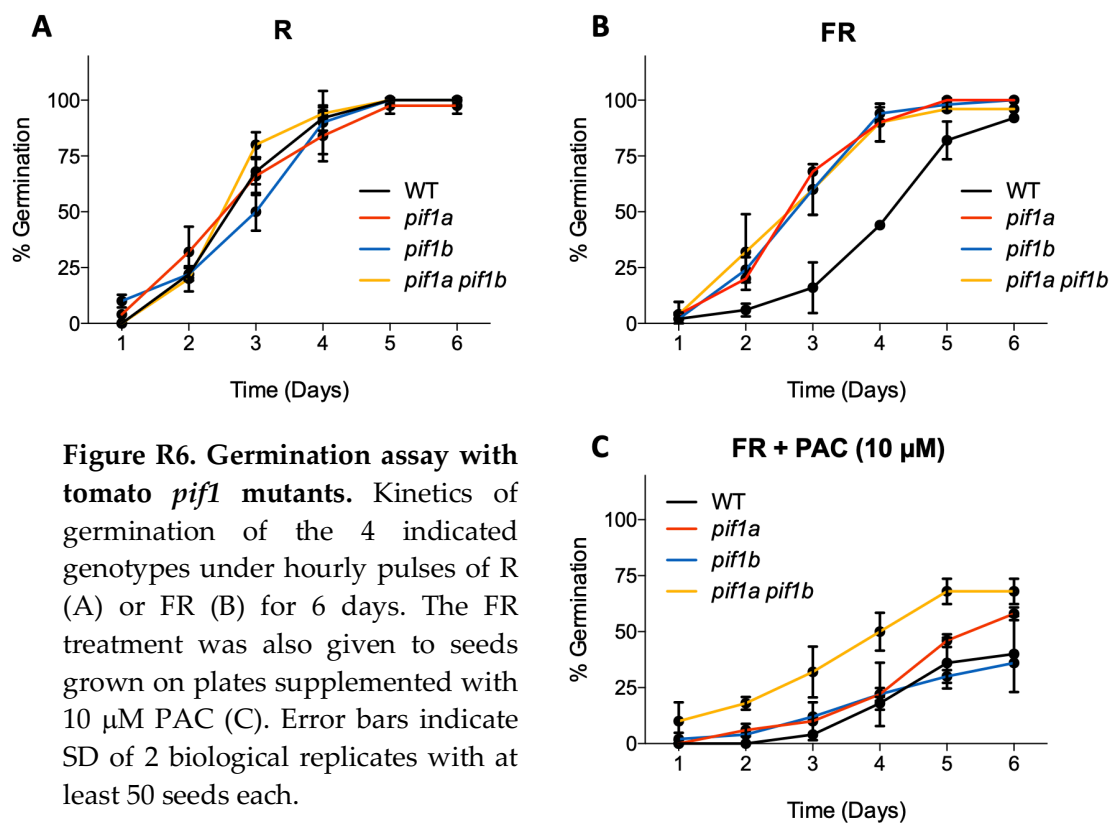 A
R
100
75
50
25
0
% Germination
WT
pif1a
pif1b
pif1a pif1b
1 2 3 4 5 6
Time (Days)
B
FR
100
75
50
25
0
% Germination
WT
pif1a
pif1b
pif1a pif1b
1 2 3 4 5 6
Time (Days)
Figure R6. Germination assay with
tomato pif1 mutants. Kinetics of
germination of the 4 indicated
genotypes under hourly pulses of R
(A) or FR (B) for 6 days. The FR
treatment was also given to seeds
grown on plates supplemented with
10 µM PAC (C). Error bars indicate
SD of 2 biological replicates with at
least 50 seeds each.
C
FR + PAC (10 µM)
WT
pif1a
pif1b
pif1a pif1b
100
75
50
25
0
% Germination
1 2 3 4 5 6
Time (Days)